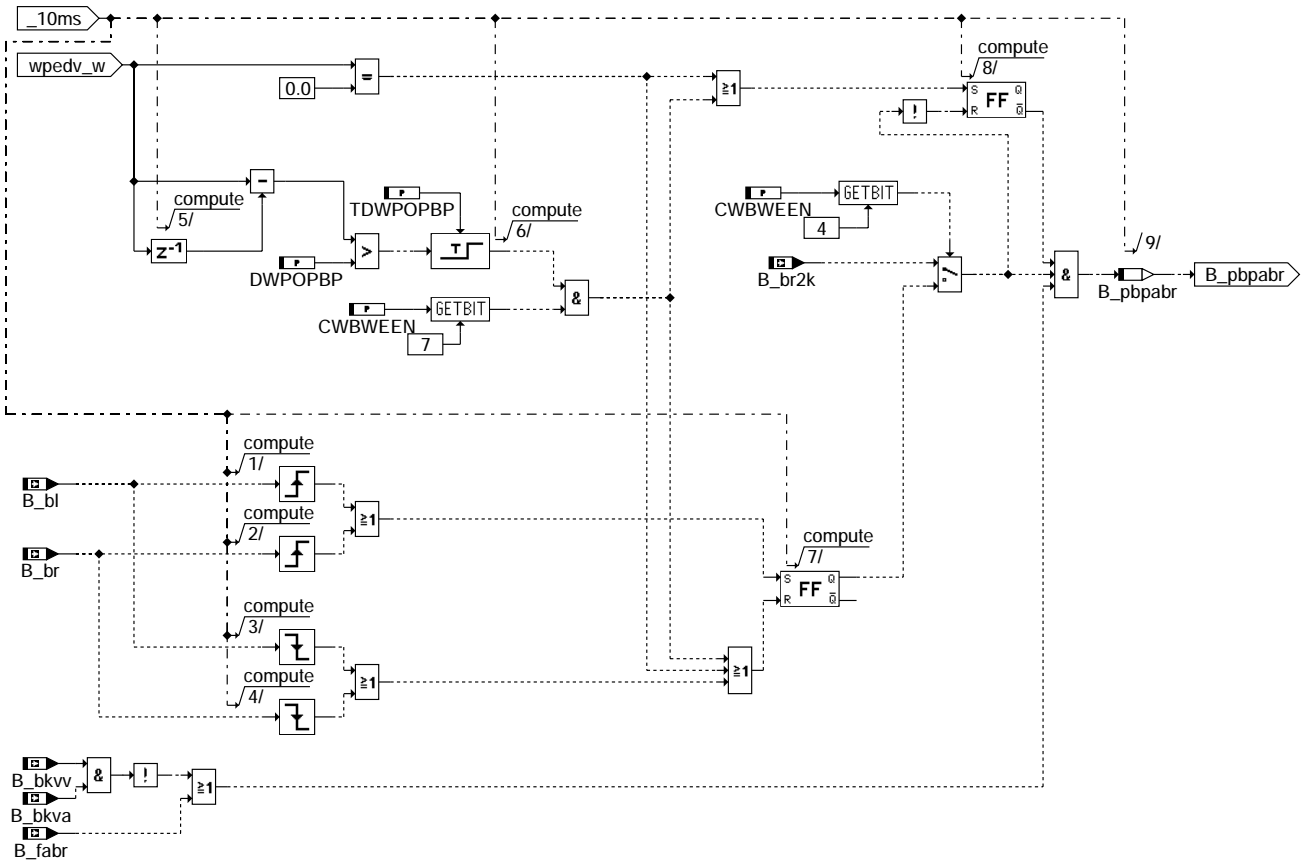 _10ms
compute
8/
wpedv_w
=
0.0
≧1
S Q
FF
R Q̅
!
-
compute
5/
P
TDWPOPBP
compute
6/
P
CWBWEEN
GETBIT
4
9/
z-1
P
DWPOPBP
>
T
B_br2k
&
B_pbpabr
B_pbpabr
P
CWBWEEN
GETBIT
7
&
compute
1/
B_bl
compute
2/
≧1
B_br
compute
7/
S Q
FF
R Q̅
compute
3/
compute
4/
≧1
≧1
B_bkvv
&
!
≧1
B_bkva
B_fabr